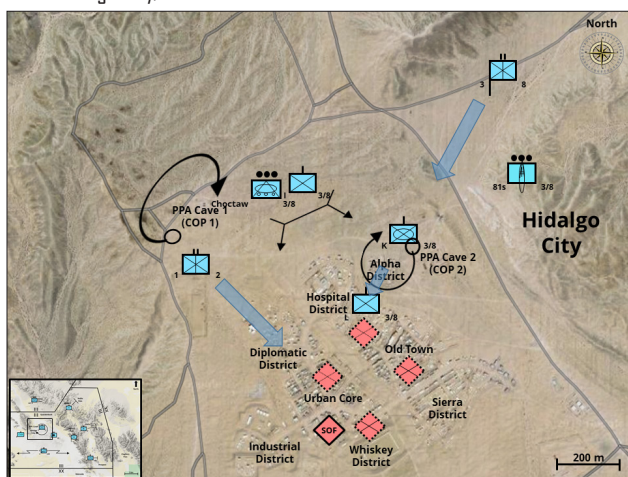 North
II
3
8
81s
3/8
Hidalgo
City
I
3/8
3/8
Choctaw
PPA Cave 1
(COP 1)
K
3/8
PPA Cave 2
(COP 2)
II
1
2
Alpha
District
Hospital
District
L
3/8
Old Town
Diplomatic
District
Urban Core
Sierra
District
SOF
Industrial
District
Whiskey
District
200 m